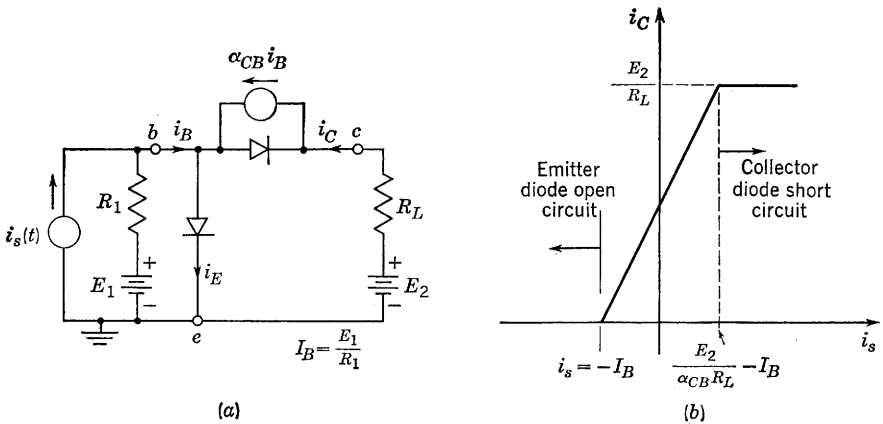 α_CB i_B
b
i_B
i_C
c
i_s(t)
R_1
R_L
+
E_1
−
i_E
+
E_2
−
e
I_B = E_1/R_1
(a)
i_C
E_2/R_L
Emitter
diode open
circuit
Collector
diode short
circuit
i_s = −I_B
E_2/(α_CB R_L) − I_B
i_s
(b)